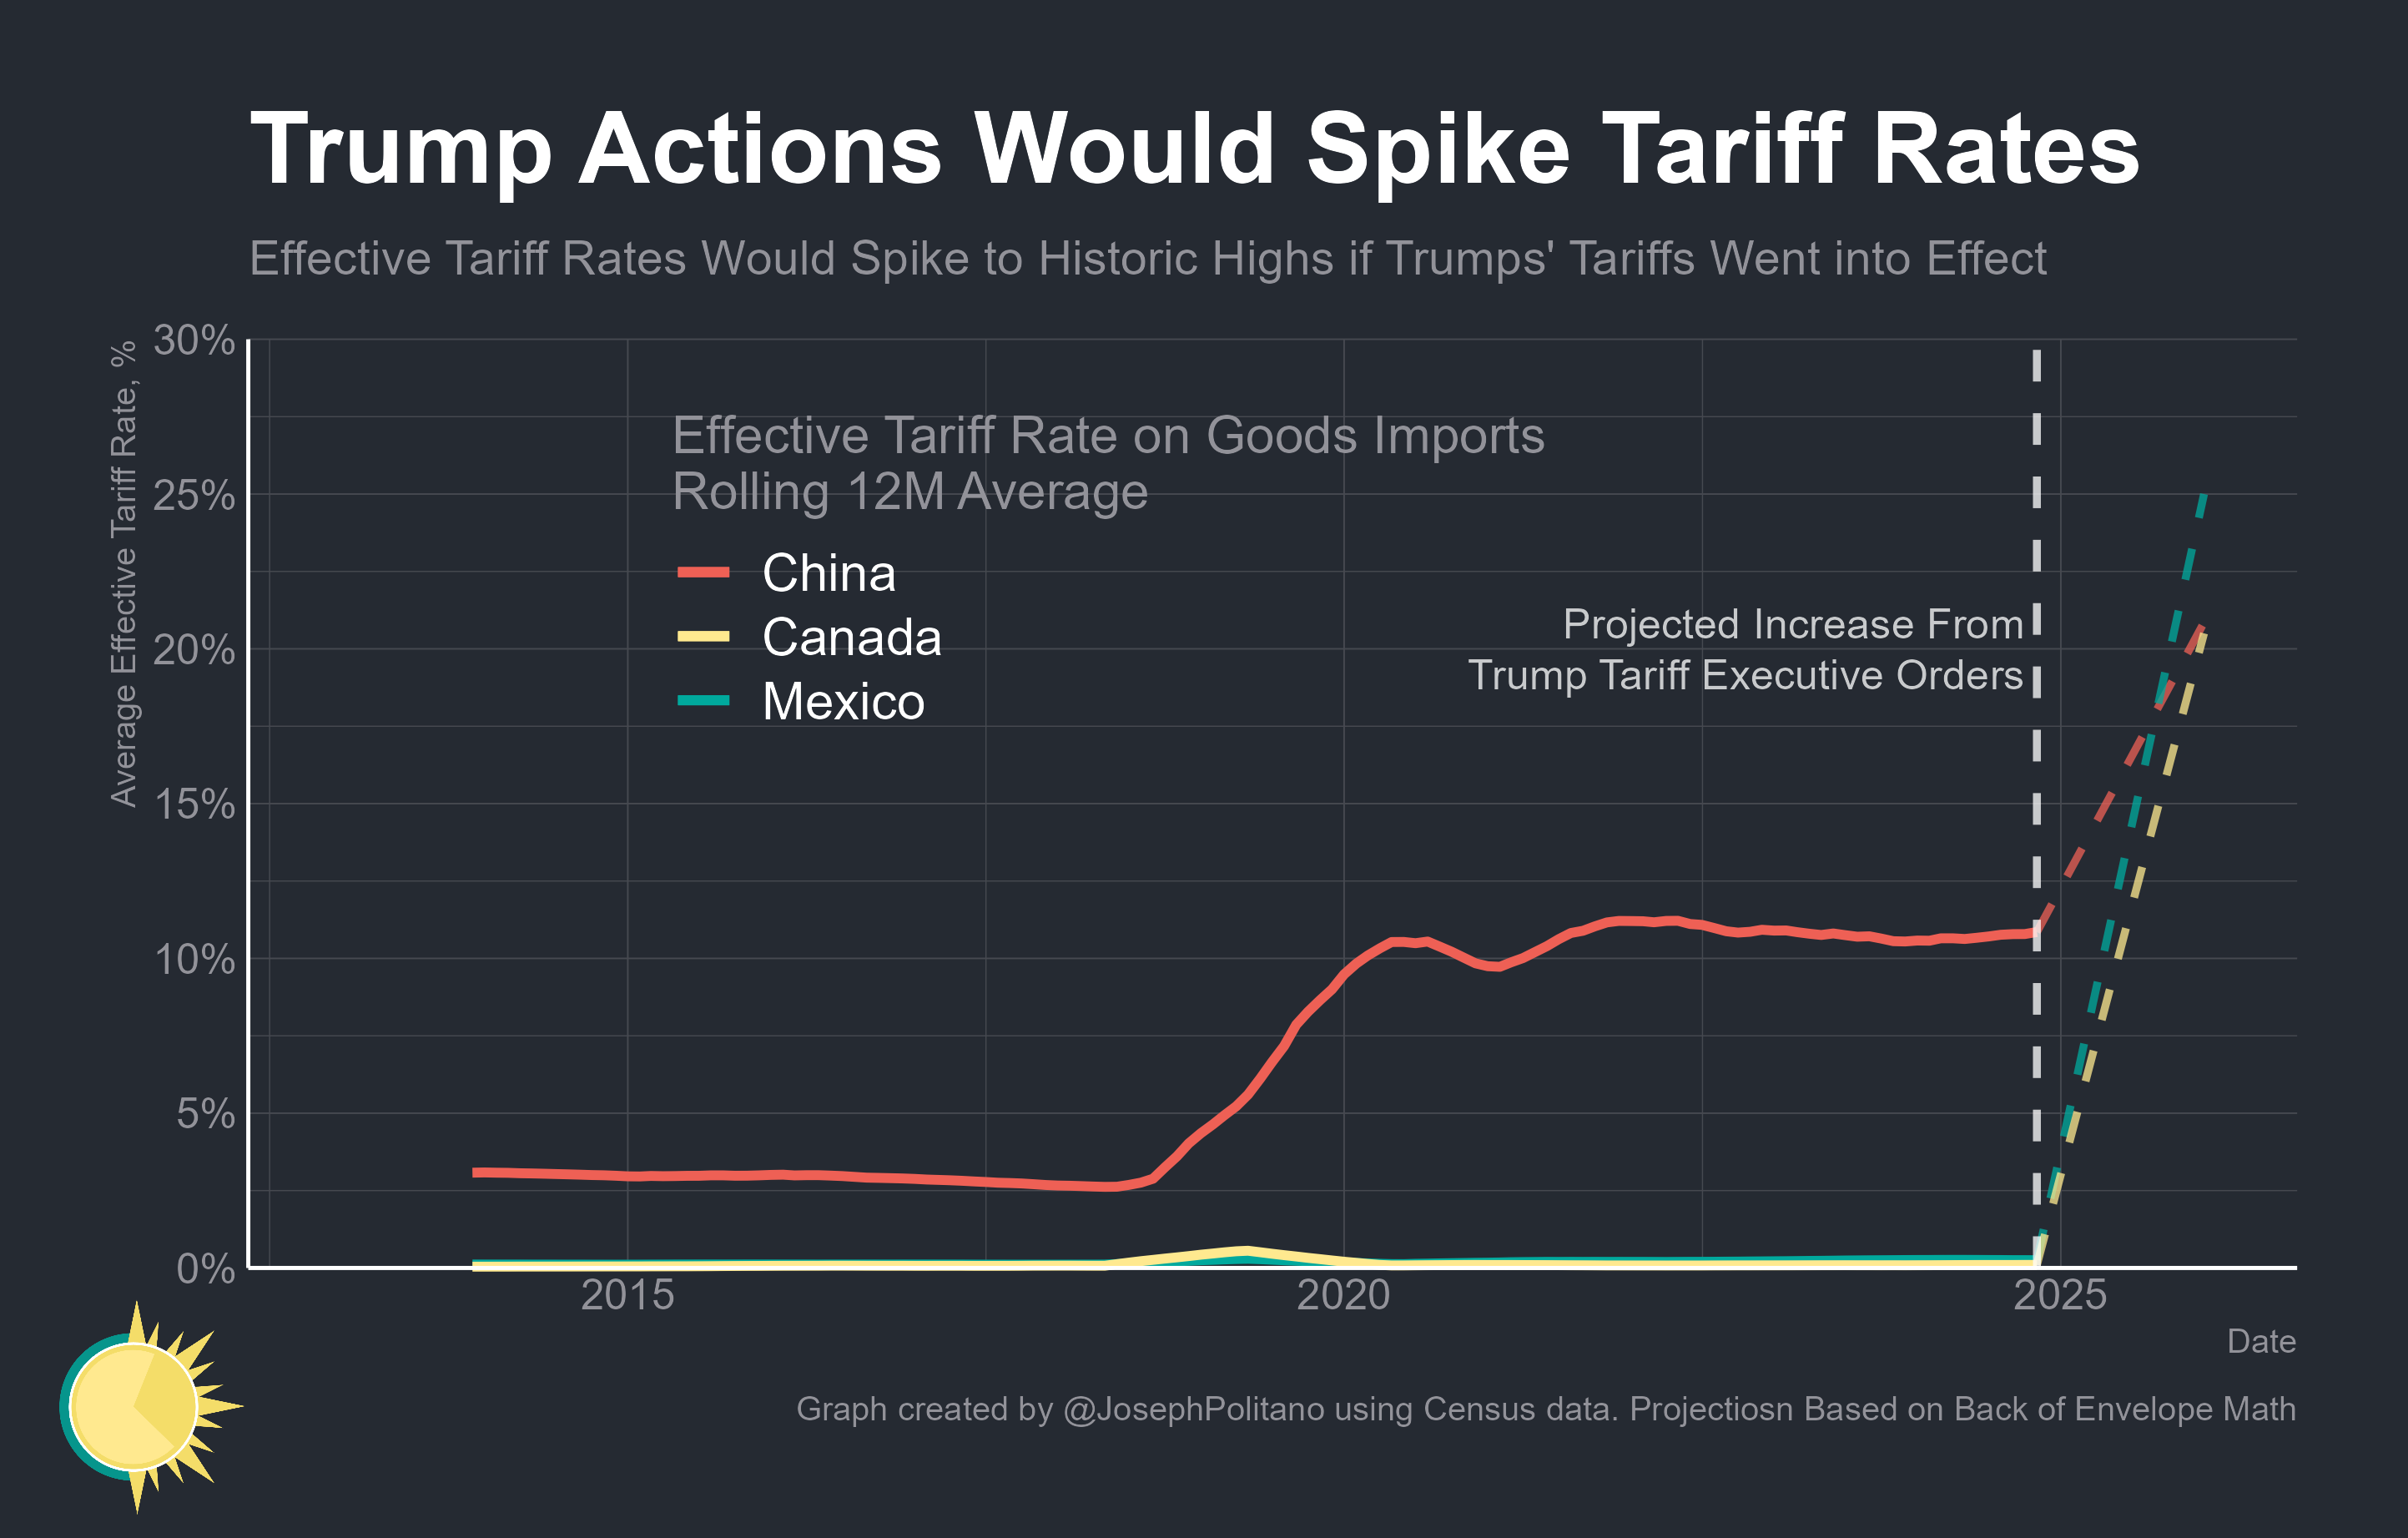 Trump Actions Would Spike Tariff Rates
Effective Tariff Rates Would Spike to Historic Highs if Trumps' Tariffs Went into Effect
Average Effective Tariff Rate, %
30%
25%
20%
15%
10%
5%
0%
Effective Tariff Rate on Goods Imports
Rolling 12M Average
China
Canada
Mexico
Projected Increase From
Trump Tariff Executive Orders
2015
2020
2025
Date
Graph created by @JosephPolitano using Census data. Projectiosn Based on Back of Envelope Math